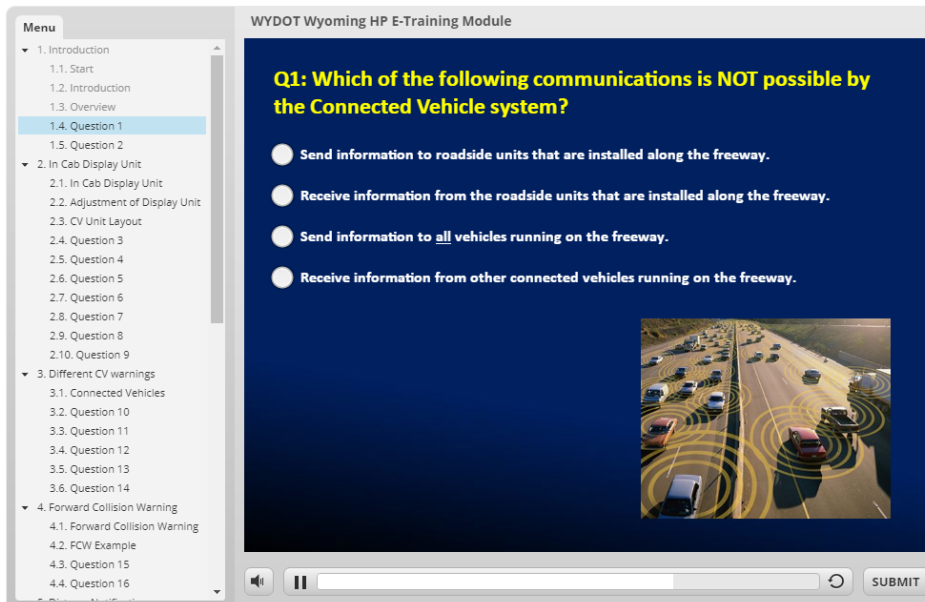 WYDOT Wyoming HP E-Training Module
Menu
1. Introduction
1.1. Start
1.2. Introduction
1.3. Overview
1.4. Question 1
1.5. Question 2
2. In Cab Display Unit
2.1. In Cab Display Unit
2.2. Adjustment of Display Unit
2.3. CV Unit Layout
2.4. Question 3
2.5. Question 4
2.6. Question 5
2.7. Question 6
2.8. Question 7
2.9. Question 8
2.10. Question 9
3. Different CV warnings
3.1. Connected Vehicles
3.2. Question 10
3.3. Question 11
3.4. Question 12
3.5. Question 13
3.6. Question 14
4. Forward Collision Warning
4.1. Forward Collision Warning
4.2. FCW Example
4.3. Question 15
4.4. Question 16
Q1: Which of the following communications is NOT possible by
the Connected Vehicle system?
Send information to roadside units that are installed along the freeway.
Receive information from the roadside units that are installed along the freeway.
Send information to all vehicles running on the freeway.
Receive information from other connected vehicles running on the freeway.
SUBMIT